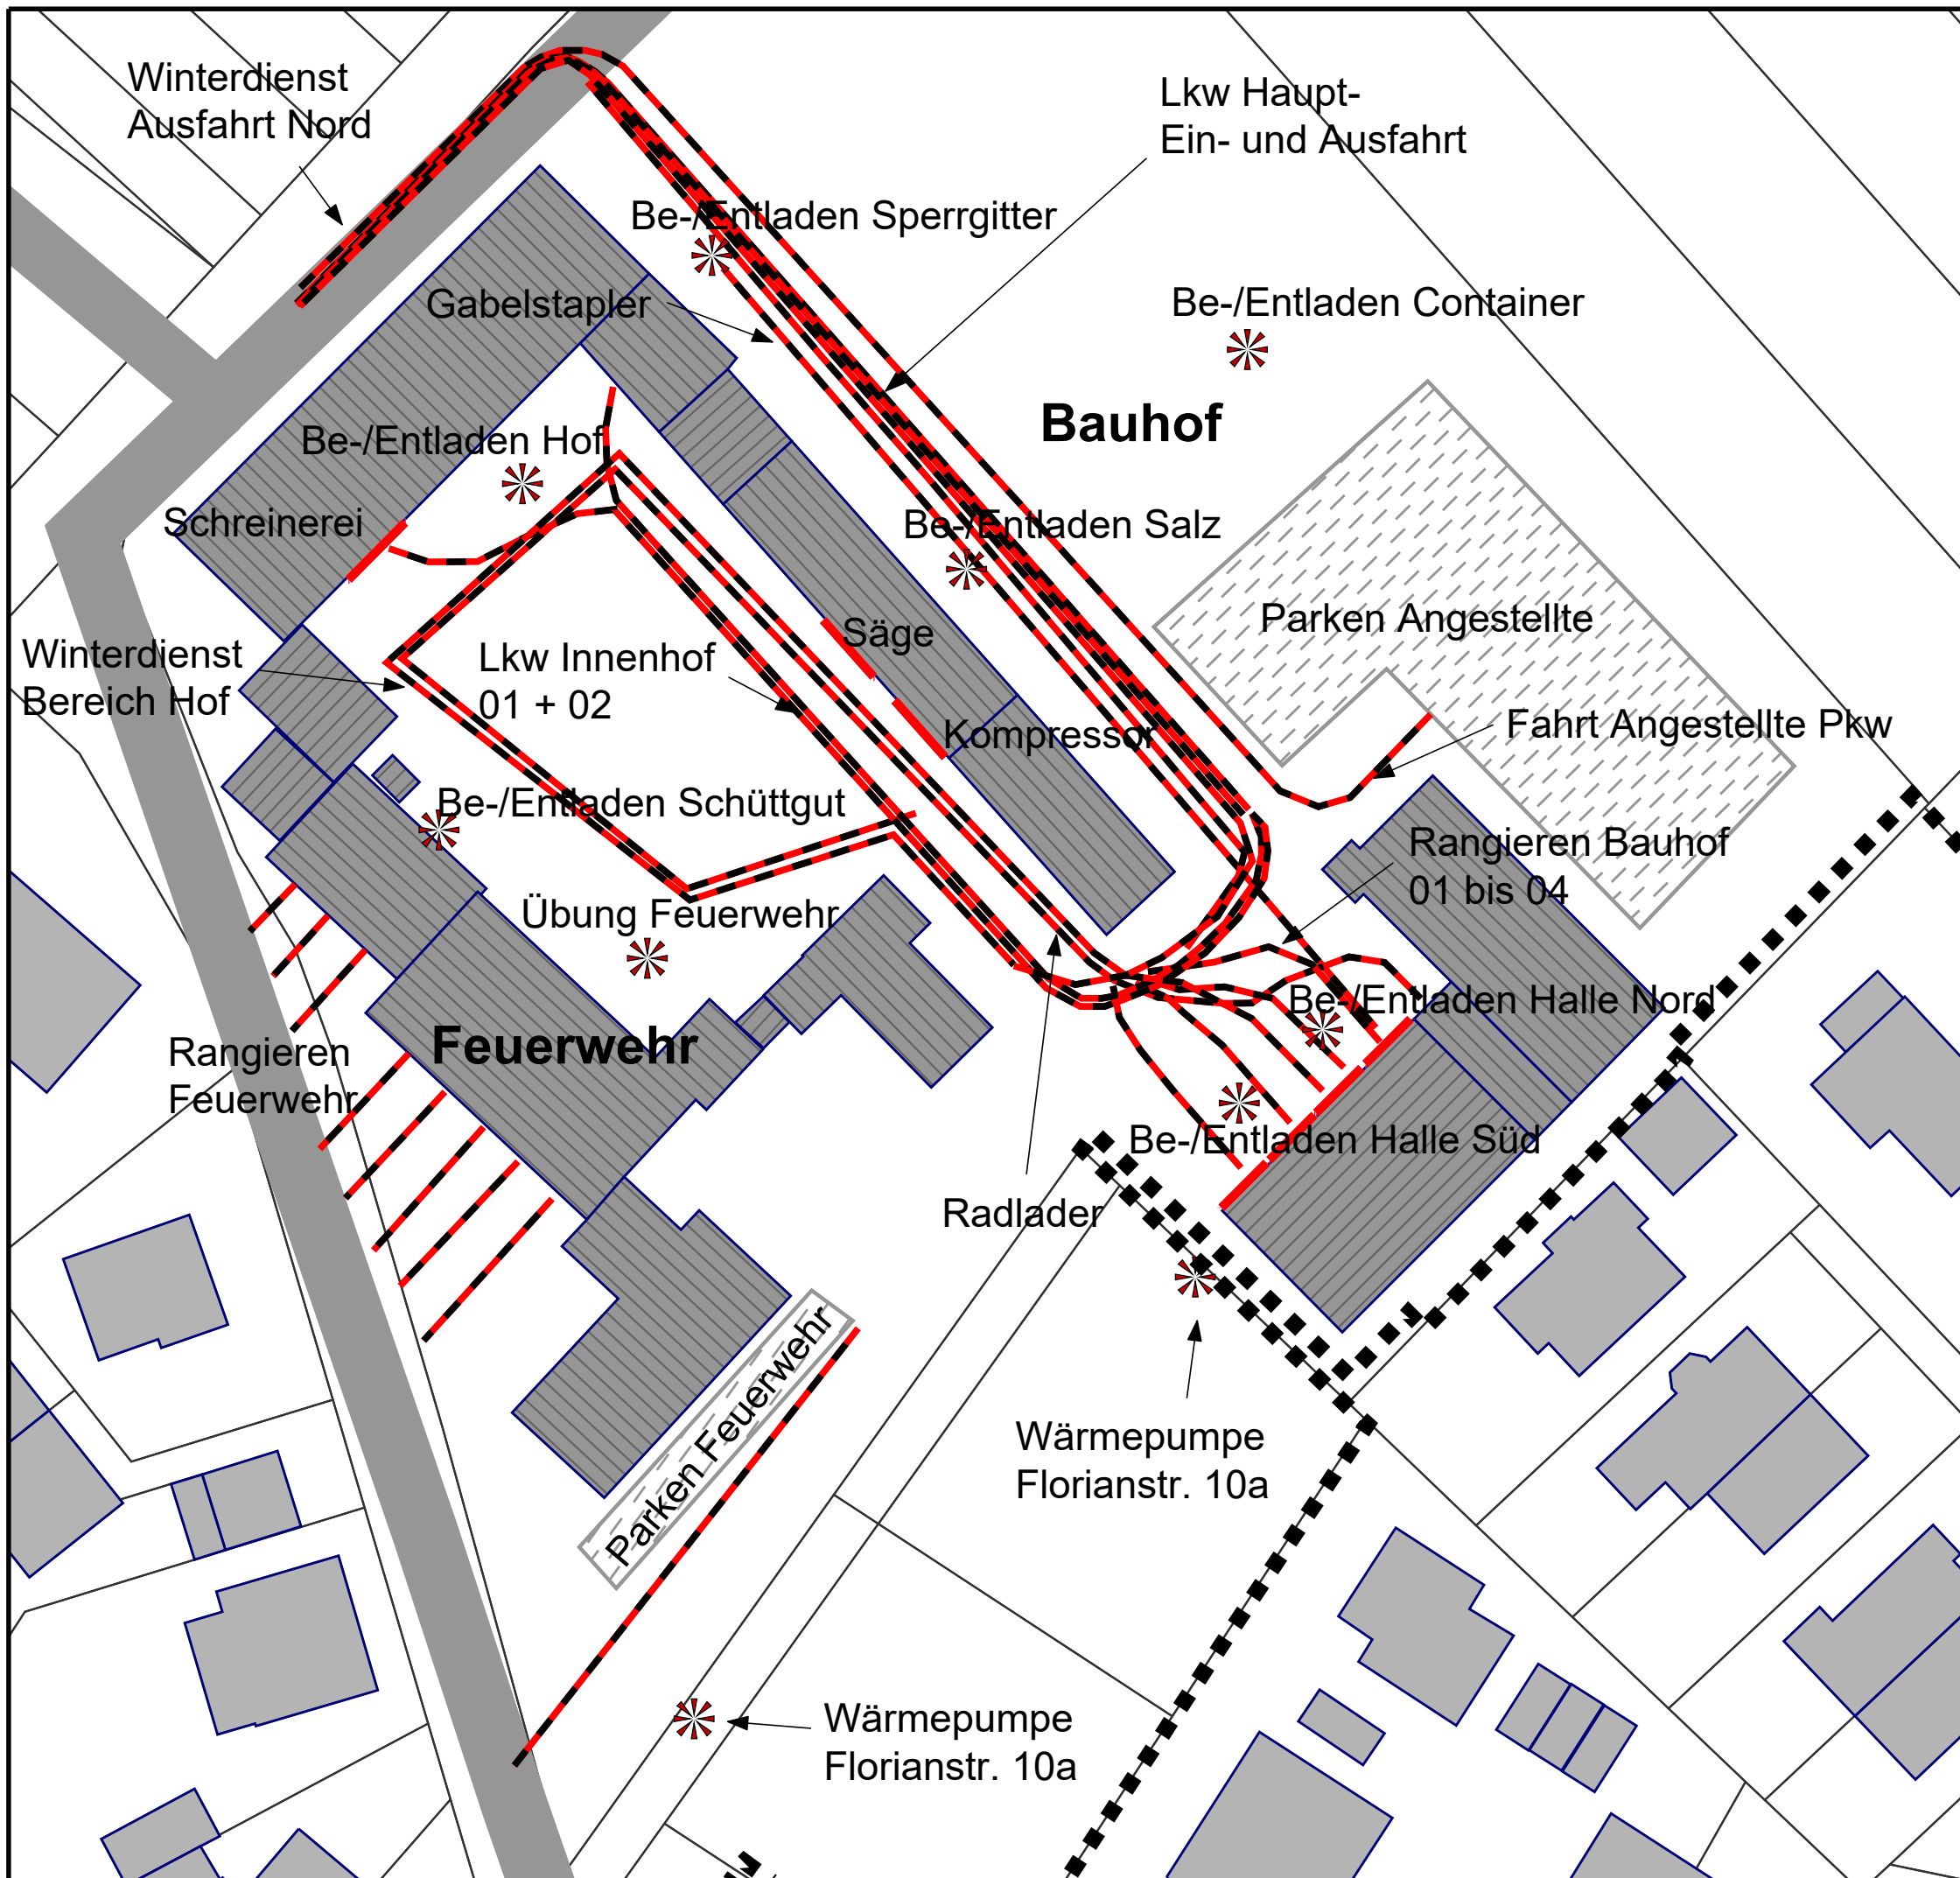 Winterdienst
Ausfahrt Nord
Lkw Haupt-
Ein- und Ausfahrt
Be-/Entladen Sperrgitter
Gabelstapler
Be-/Entladen Container
Bauhof
Be-/Entladen Hof
Schreinerei
Be-/Entladen Salz
Parken Angestellte
Säge
Winterdienst
Bereich Hof
Lkw Innenhof
01 + 02
Kompressor
Fahrt Angestellte Pkw
Be-/Entladen Schüttgut
Rangieren Bauhof
01 bis 04
Übung Feuerwehr
Be-/Entladen Halle Nord
Feuerwehr
Rangieren
Feuerwehr
Be-/Entladen Halle Süd
Radlader
Parken Feuerwehr
Wärmepumpe
Florianstr. 10a
Wärmepumpe
Florianstr. 10a